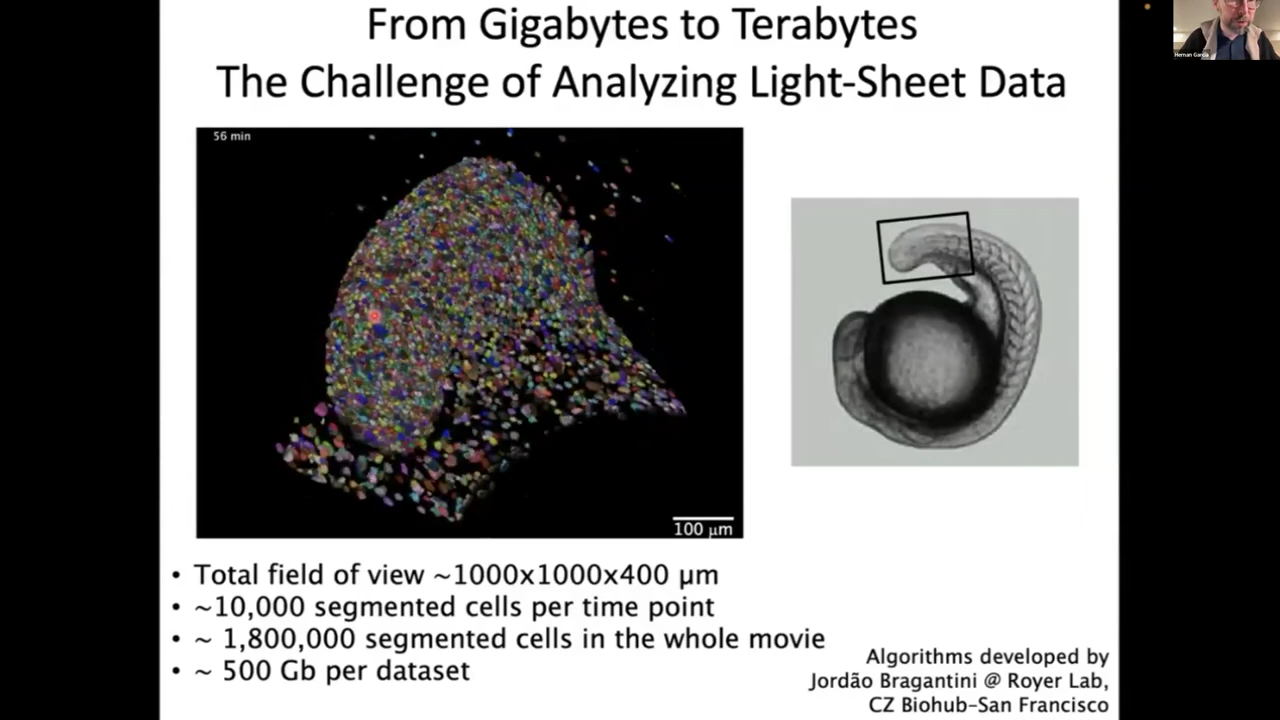 From Gigabytes to Terabytes
The Challenge of Analyzing Light-Sheet Data
56 min
100 µm
• Total field of view ~1000x1000x400 µm
• ~10,000 segmented cells per time point
• ~ 1,800,000 segmented cells in the whole movie
• ~ 500 Gb per dataset
Algorithms developed by
Jordão Bragantini @ Royer Lab,
CZ Biohub-San Francisco
Hernan Garcia